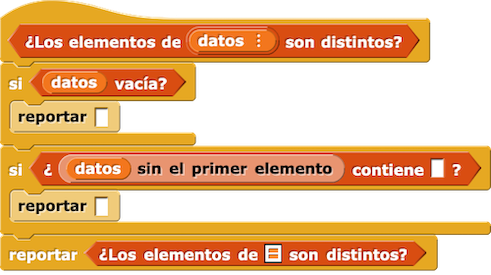 ¿Los elementos de datos ⋮ son distintos?
si datos vacía?
reportar
si ¿ datos sin el primer elemento contiene ?
reportar
reportar ¿Los elementos de son distintos?